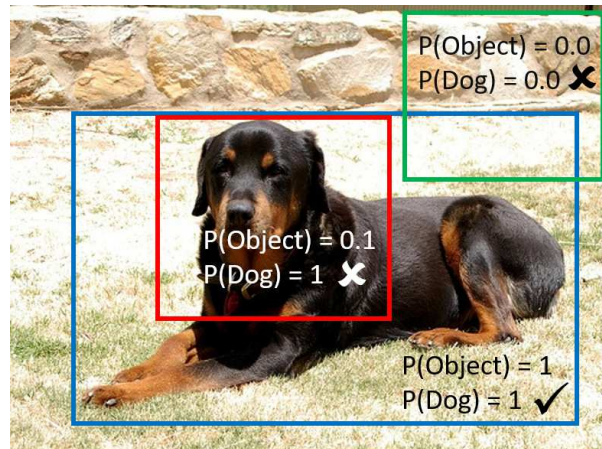 P(Object) = 0.0
P(Dog) = 0.0 ✘
P(Object) = 0.1
P(Dog) = 1 ✘
P(Object) = 1
P(Dog) = 1 ✓